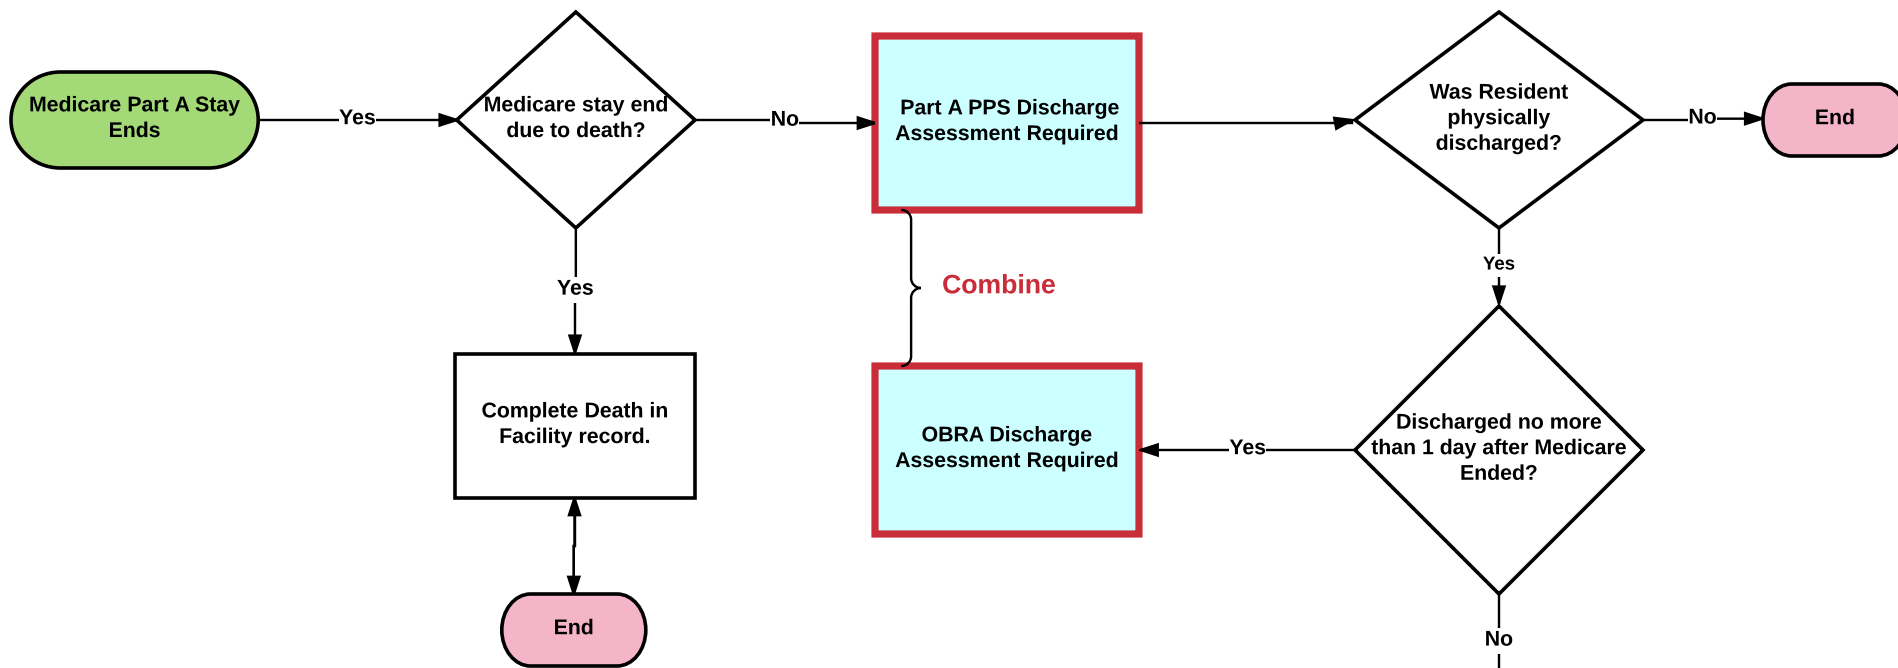 Medicare Part A Stay
Ends
Yes
Medicare stay end
due to death?
No
Part A PPS Discharge
Assessment Required
Was Resident
physically
discharged?
No
End
Yes
Yes
Combine
Complete Death in
Facility record.
OBRA Discharge
Assessment Required
Yes
Discharged no more
than 1 day after Medicare
Ended?
End
No